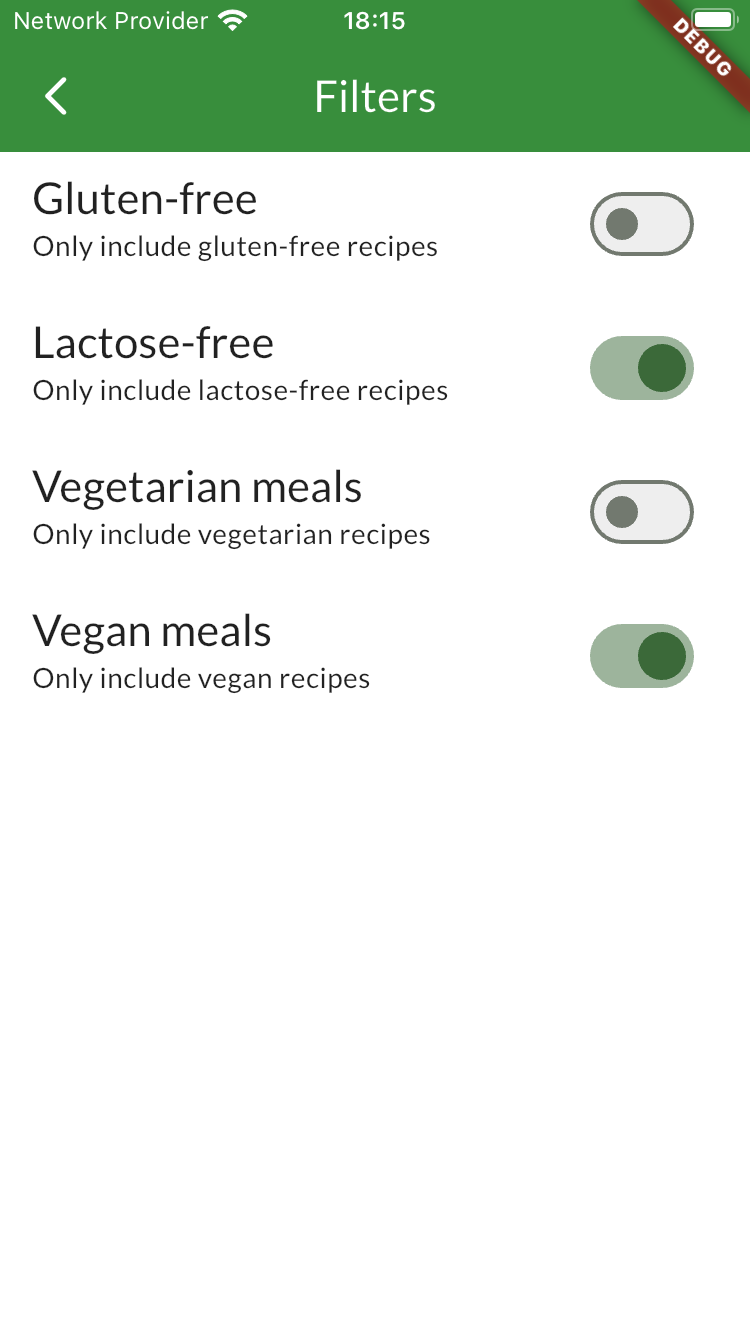 Network Provider 18:15
DEBUG
Filters
Gluten-free
Only include gluten-free recipes
Lactose-free
Only include lactose-free recipes
Vegetarian meals
Only include vegetarian recipes
Vegan meals
Only include vegan recipes